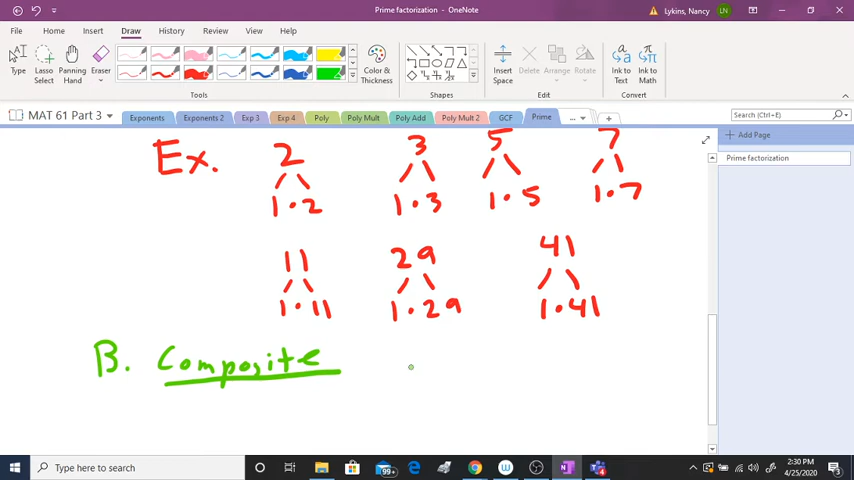 Prime factorization - OneNote
Lykins, Nancy LN
File Home Insert Draw History Review View
Type Lasso Select Panning Hand Eraser Color & Thickness Insert Space Delete Arrange Rotate Ink to Text Ink to Math
Tools Shapes Edit Convert
MAT 61 Part 3 Exponents Exponents 2 Exp 3 Exp 4 Poly Poly Mult Poly Add Poly Mult 2 GCF Prime ... + Search (Ctrl+E)
+ Add Page
Prime factorization
Ex. 2 3 5 7
1 · 2 1 · 3 1 · 5 1 · 7
11 29 41
1 · 11 1 · 29 1 · 41
B. Composite
Type here to search
99+
2:30 PM
4/25/2020